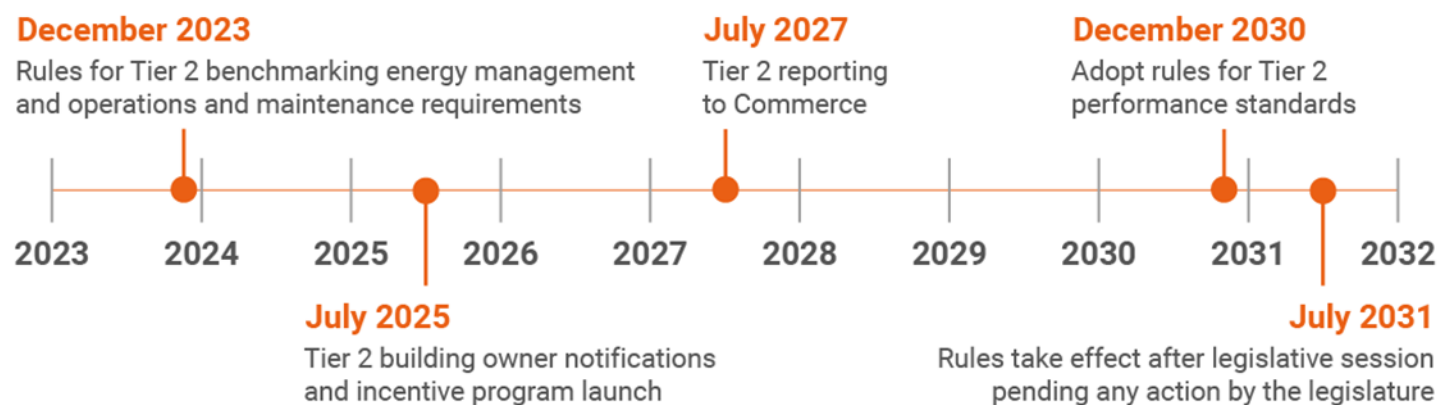 December 2023
Rules for Tier 2 benchmarking energy management
and operations and maintenance requirements
July 2027
Tier 2 reporting
to Commerce
December 2030
Adopt rules for Tier 2
performance standards
2023 2024 2025 2026 2027 2028 2029 2030 2031 2032
July 2025
Tier 2 building owner notifications
and incentive program launch
July 2031
Rules take effect after legislative session
pending any action by the legislature